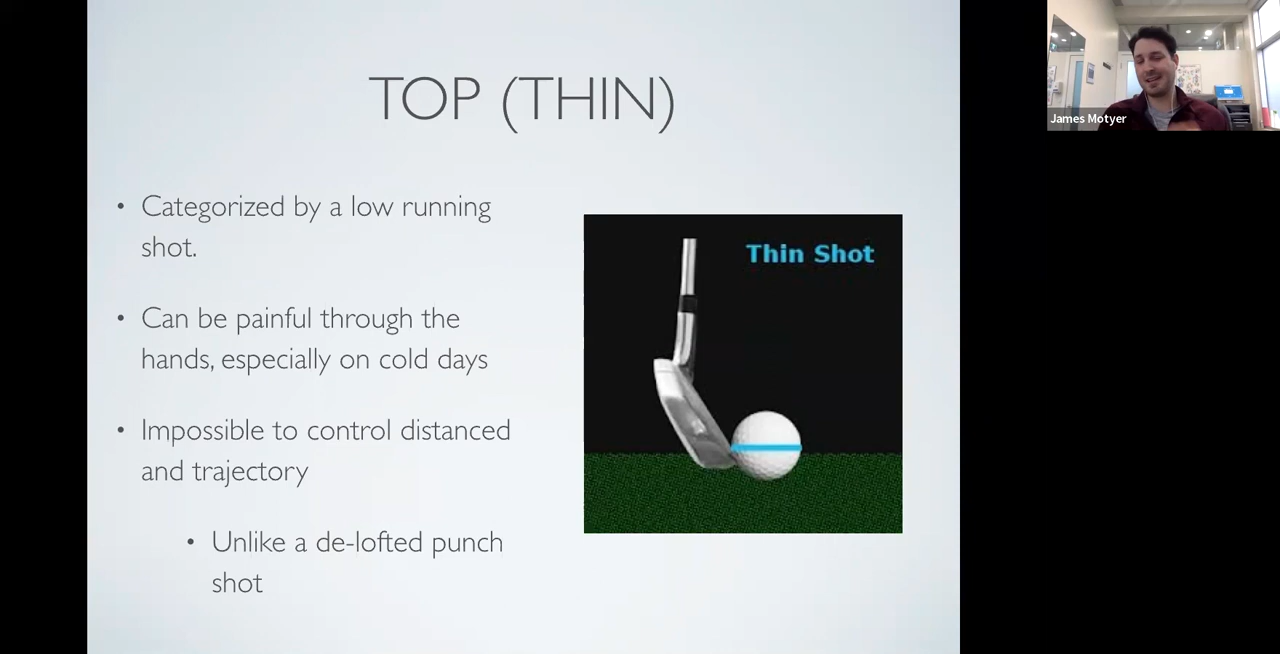 TOP (THIN)
• Categorized by a low running
shot.
• Can be painful through the
hands, especially on cold days
• Impossible to control distanced
and trajectory
• Unlike a de-lofted punch
shot
Thin Shot
James Motyer